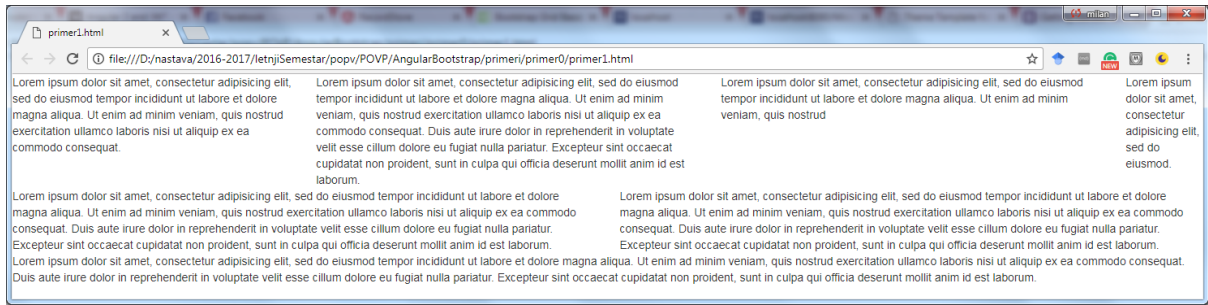 milan
primer1.html
file:///D:/nastava/2016-2017/letnjiSemestar/popv/POVP/AngularBootstrap/primeri/primer0/primer1.html
NEW
Lorem ipsum dolor sit amet, consectetur adipisicing elit,
sed do eiusmod tempor incididunt ut labore et dolore
magna aliqua. Ut enim ad minim veniam, quis nostrud
exercitation ullamco laboris nisi ut aliquip ex ea
commodo consequat.
Lorem ipsum dolor sit amet, consectetur adipisicing elit, sed do eiusmod
tempor incididunt ut labore et dolore magna aliqua. Ut enim ad minim
veniam, quis nostrud exercitation ullamco laboris nisi ut aliquip ex ea
commodo consequat. Duis aute irure dolor in reprehenderit in voluptate
velit esse cillum dolore eu fugiat nulla pariatur. Excepteur sint occaecat
cupidatat non proident, sunt in culpa qui officia deserunt mollit anim id est
laborum.
Lorem ipsum dolor sit amet, consectetur adipisicing elit, sed do eiusmod
tempor incididunt ut labore et dolore magna aliqua. Ut enim ad minim
veniam, quis nostrud
Lorem ipsum
dolor sit amet,
consectetur
adipisicing elit,
sed do
eiusmod.
Lorem ipsum dolor sit amet, consectetur adipisicing elit, sed do eiusmod tempor incididunt ut labore et dolore
magna aliqua. Ut enim ad minim veniam, quis nostrud exercitation ullamco laboris nisi ut aliquip ex ea commodo
consequat. Duis aute irure dolor in reprehenderit in voluptate velit esse cillum dolore eu fugiat nulla pariatur.
Excepteur sint occaecat cupidatat non proident, sunt in culpa qui officia deserunt mollit anim id est laborum.
Lorem ipsum dolor sit amet, consectetur adipisicing elit, sed do eiusmod tempor incididunt ut labore et dolore
magna aliqua. Ut enim ad minim veniam, quis nostrud exercitation ullamco laboris nisi ut aliquip ex ea commodo
consequat. Duis aute irure dolor in reprehenderit in voluptate velit esse cillum dolore eu fugiat nulla pariatur.
Excepteur sint occaecat cupidatat non proident, sunt in culpa qui officia deserunt mollit anim id est laborum.
Lorem ipsum dolor sit amet, consectetur adipisicing elit, sed do eiusmod tempor incididunt ut labore et dolore magna aliqua. Ut enim ad minim veniam, quis nostrud exercitation ullamco laboris nisi ut aliquip ex ea commodo consequat.
Duis aute irure dolor in reprehenderit in voluptate velit esse cillum dolore eu fugiat nulla pariatur. Excepteur sint occaecat cupidatat non proident, sunt in culpa qui officia deserunt mollit anim id est laborum.